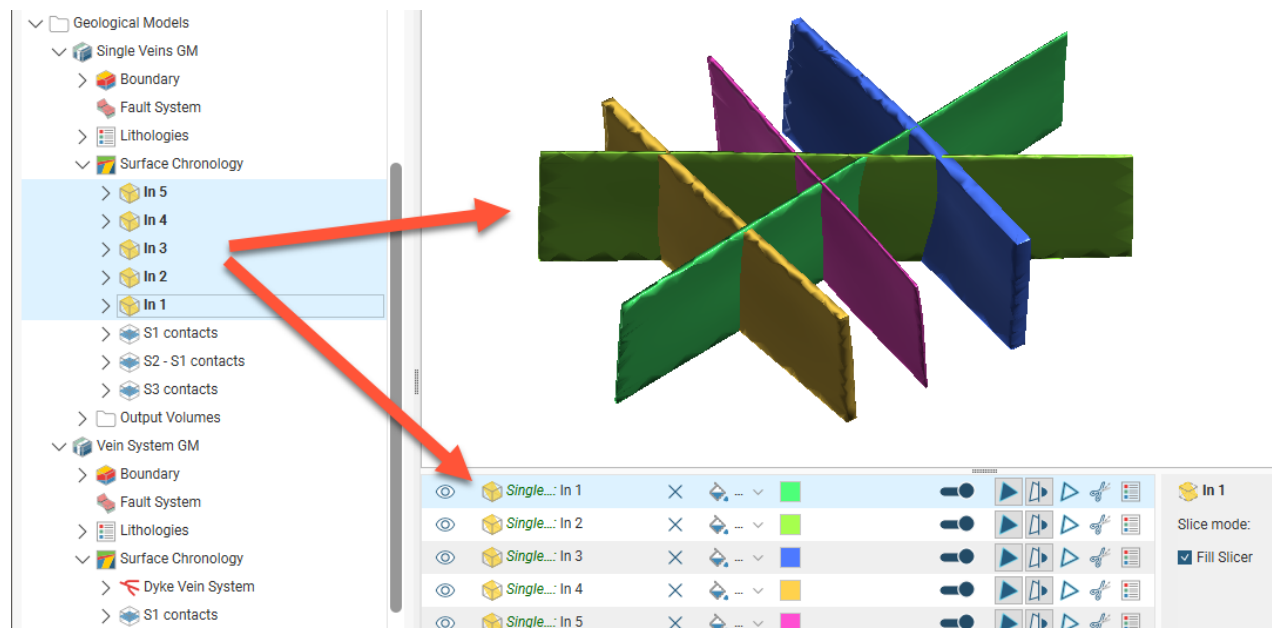 Geological Models
Single Veins GM
Boundary
Fault System
Lithologies
Surface Chronology
In 5
In 4
In 3
In 2
In 1
S1 contacts
S2 - S1 contacts
S3 contacts
Output Volumes
Vein System GM
Boundary
Fault System
Lithologies
Surface Chronology
Dyke Vein System
S1 contacts
Single...: In 1 ...
Single...: In 2 ...
Single...: In 3 ...
Single...: In 4 ...
Single...: In 5 ...
In 1
Slice mode:
Fill Slicer